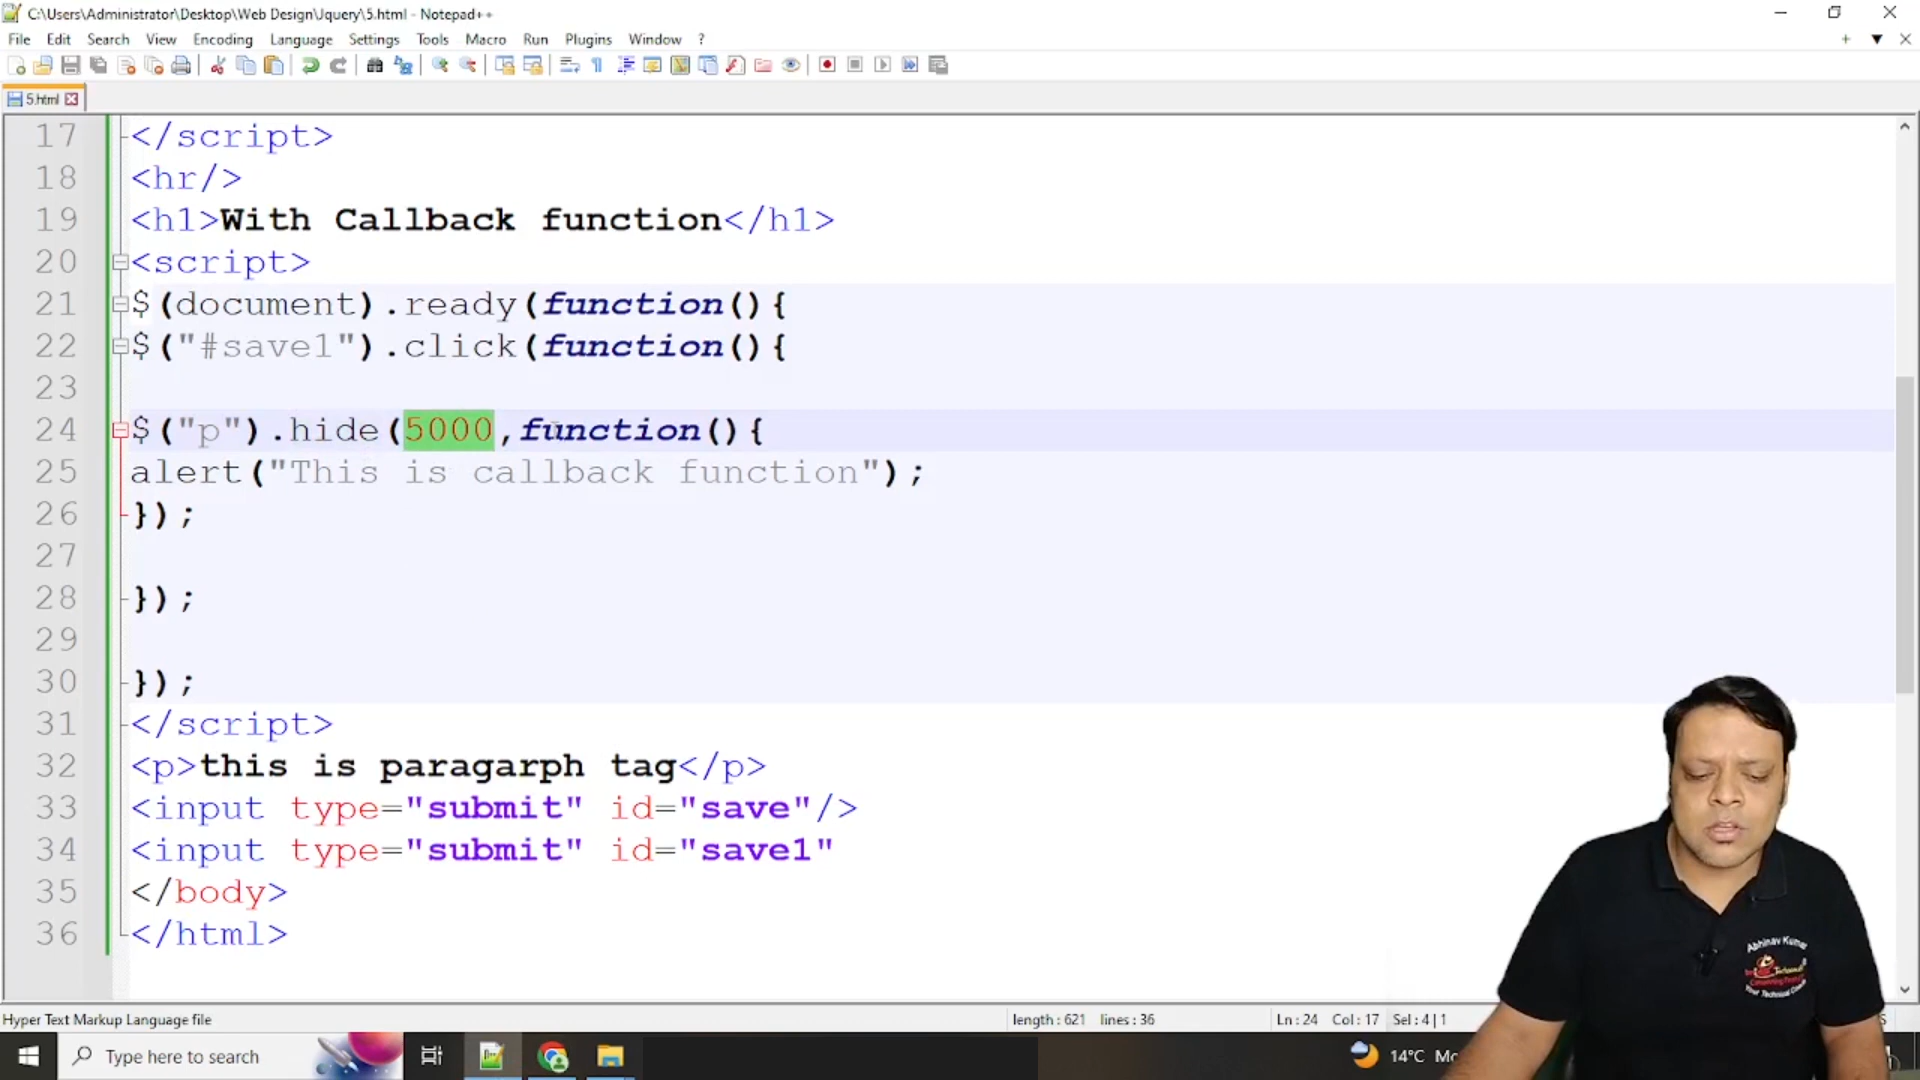 C:\Users\Administrator\Desktop\Web Design\Jquery\5.html - Notepad++
File Edit Search View Encoding Language Settings Tools Macro Run Plugins Window ?
5.html
17 </script>
18 <hr/>
19 <h1>With Callback function</h1>
20 <script>
21 $(document).ready(function(){
22 $("#save1").click(function(){
23
24 $("p").hide(5000,function(){
25 alert("This is callback function");
26 });
27
28 });
29
30 });
31 </script>
32 <p>this is paragarph tag</p>
33 <input type="submit" id="save"/>
34 <input type="submit" id="save1"
35 </body>
36 </html>
Abhinav Kumar
Your Technical
Hyper Text Markup Language file length : 621 lines : 36 Ln : 24 Col : 17 Sel : 4 | 1
Type here to search 14°C